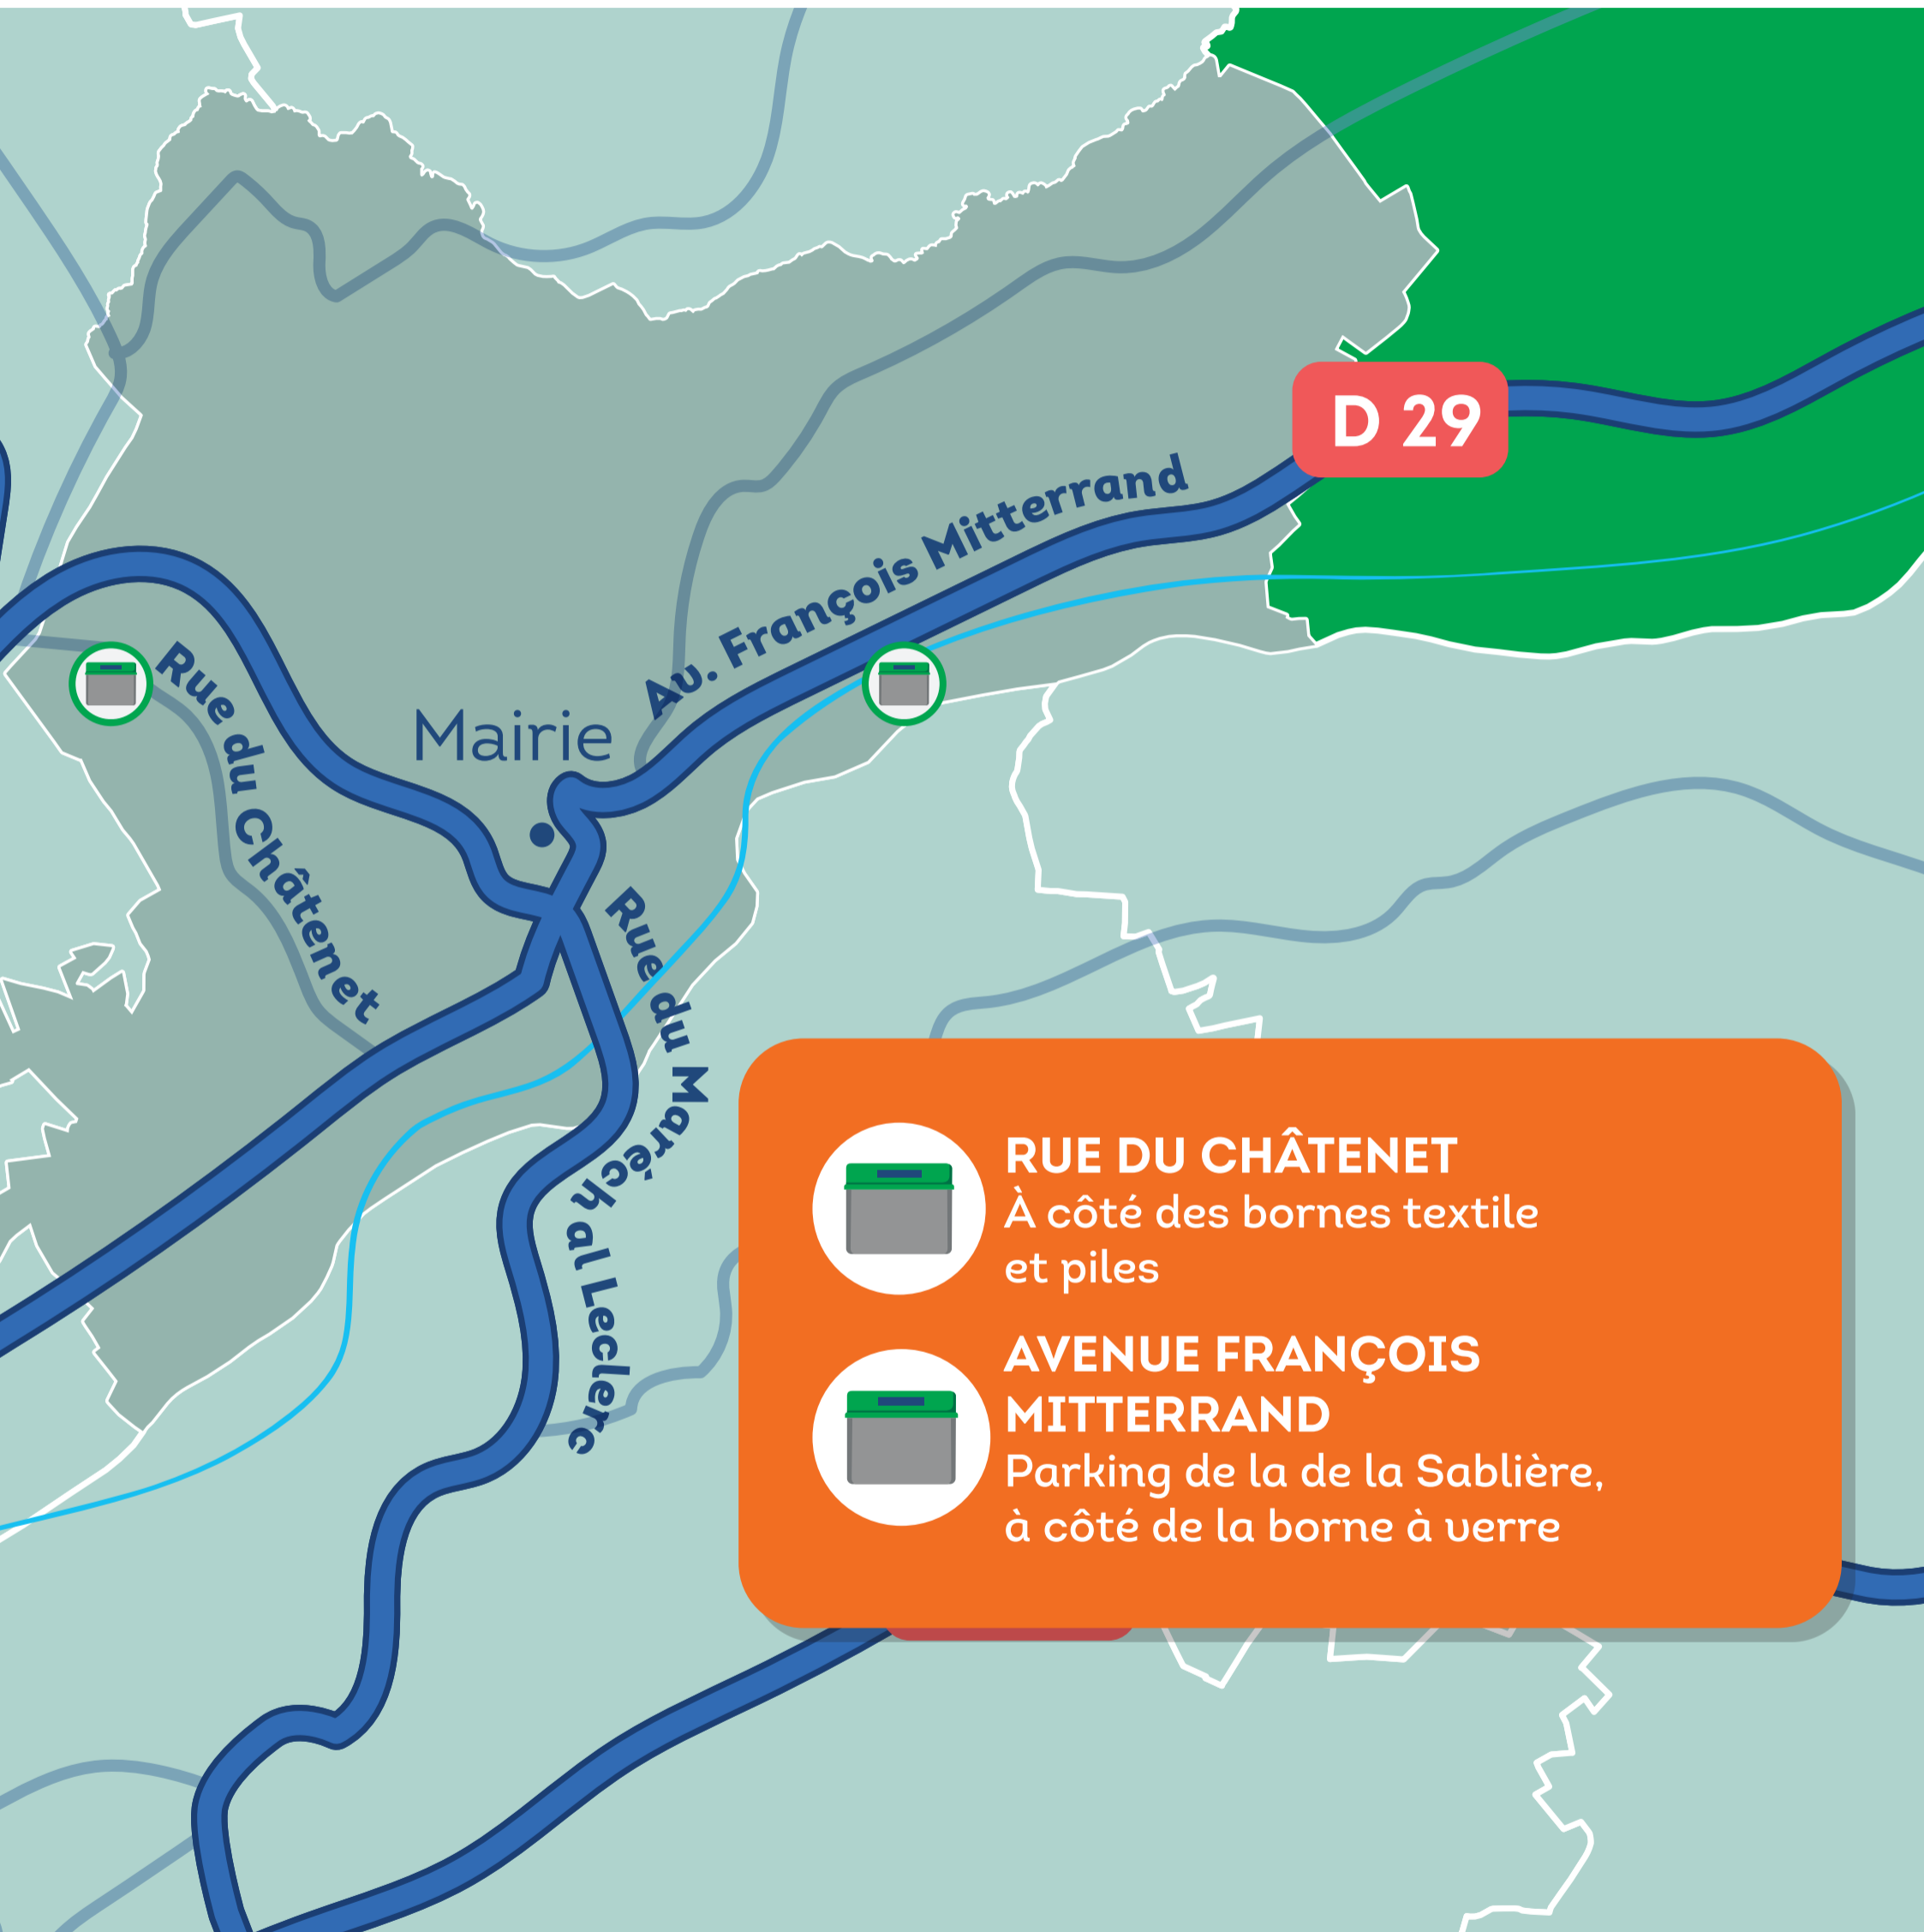 D 29
Av. François Mitterrand
Rue du Châtenet
Mairie
Rue du Maréchal Leclerc
RUE DU CHÂTENET
À côté des bornes textile
et piles
AVENUE FRANÇOIS
MITTERRAND
Parking de la de la Sablière,
à côté de la borne à verre